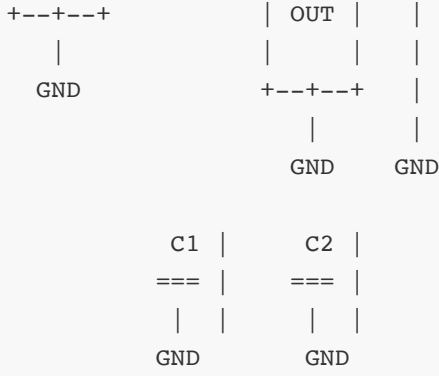 +--+--+ | OUT | |
| | | |
GND +--+--+ |
| |
GND GND
C1 | C2 |
=== | === |
| | | |
GND GND